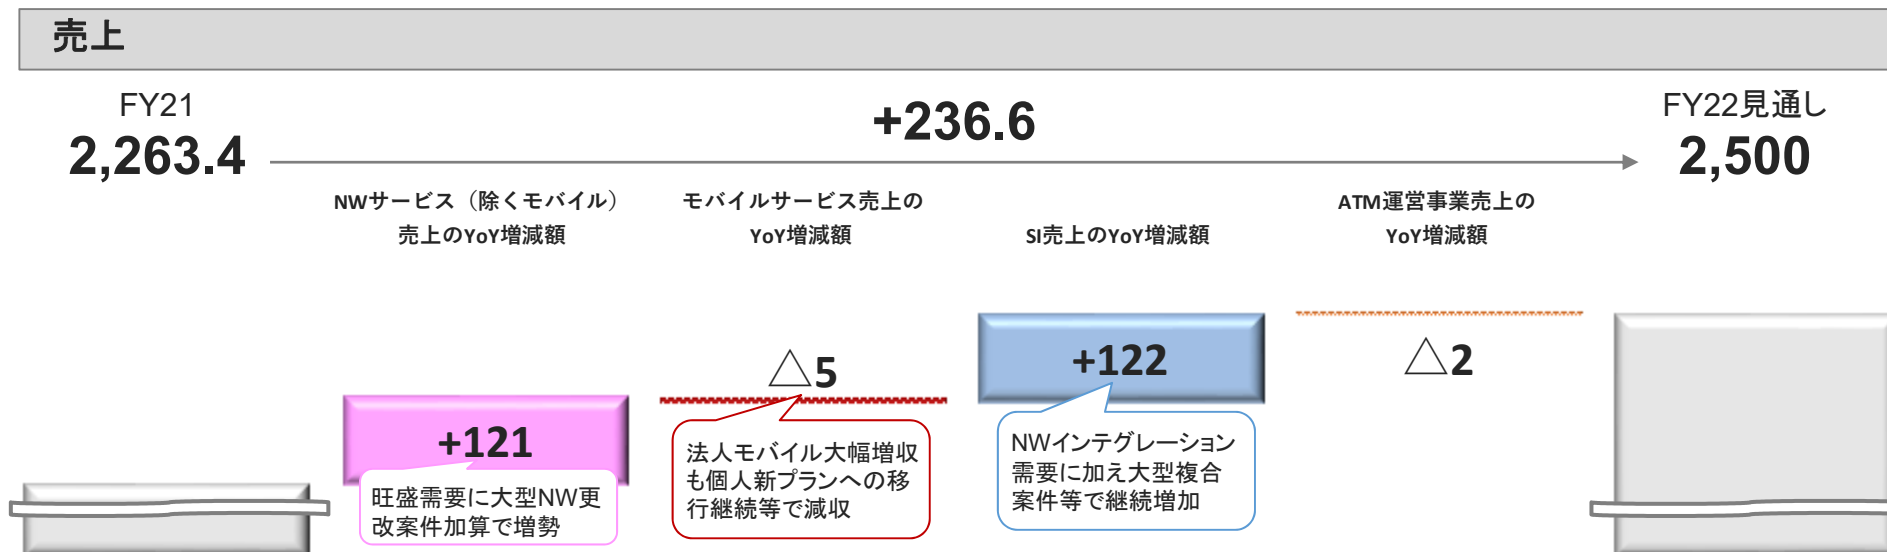 売上
FY21
2,263.4
+236.6
FY22見通し
2,500
NWサービス（除くモバイル）
売上のYoY増減額
モバイルサービス売上の
YoY増減額
SI売上のYoY増減額
ATM運営事業売上の
YoY増減額
+121
旺盛需要に大型NW更
改案件加算で増勢
△5
法人モバイル大幅増収
も個人新プランへの移
行継続等で減収
+122
NWインテグレーション
需要に加え大型複合
案件等で継続増加
△2